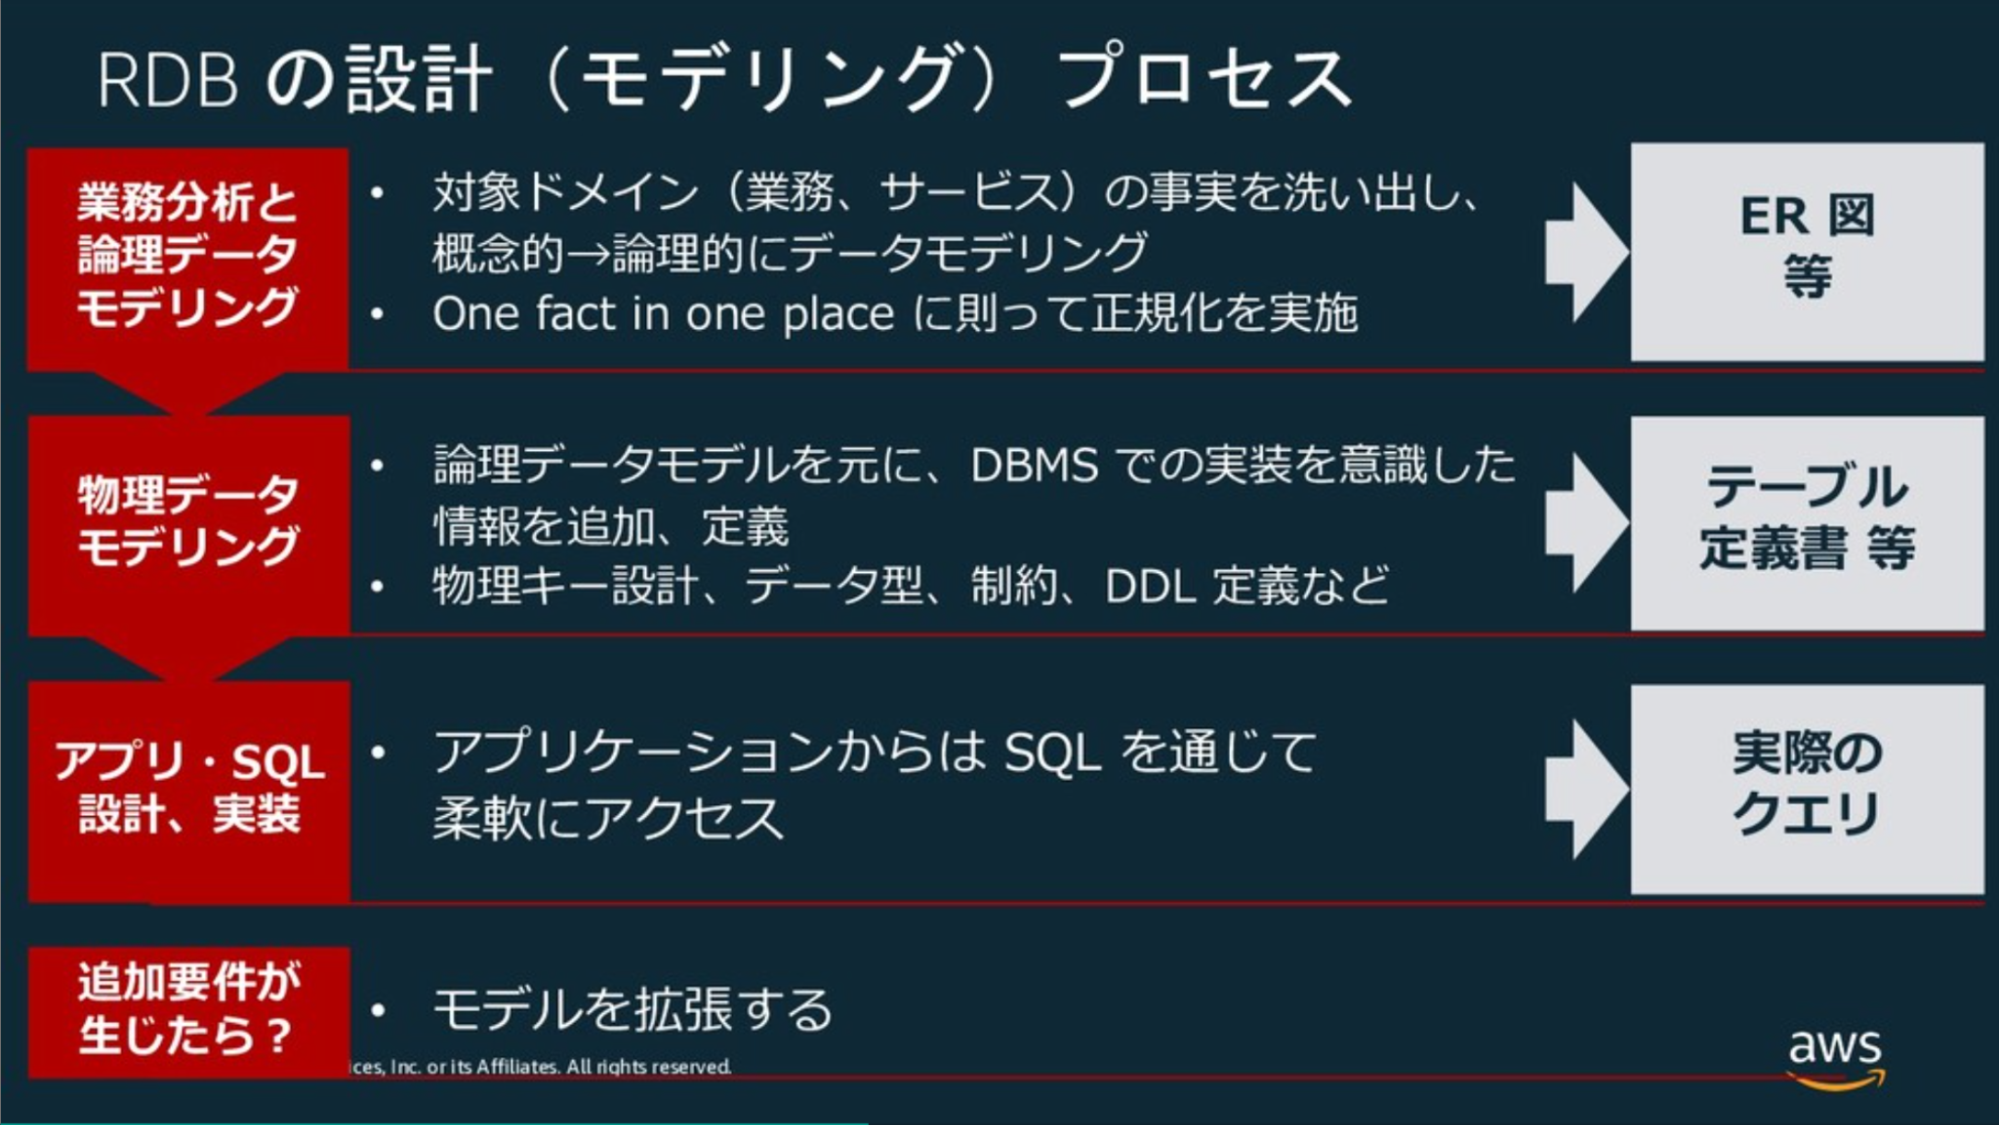 RDB の設計（モデリング）プロセス
業務分析と
論理データ
モデリング
• 対象ドメイン（業務、サービス）の事実を洗い出し、
概念的→論理的にデータモデリング
• One fact in one place に則って正規化を実施
ER 図
等
物理データ
モデリング
• 論理データモデルを元に、DBMS での実装を意識した
情報を追加、定義
• 物理キー設計、データ型、制約、DDL 定義など
テーブル
定義書 等
アプリ・SQL
設計、実装
• アプリケーションからは SQL を通じて
柔軟にアクセス
実際の
クエリ
追加要件が
生じたら？
• モデルを拡張する
ices, Inc. or its Affiliates. All rights reserved.
aws